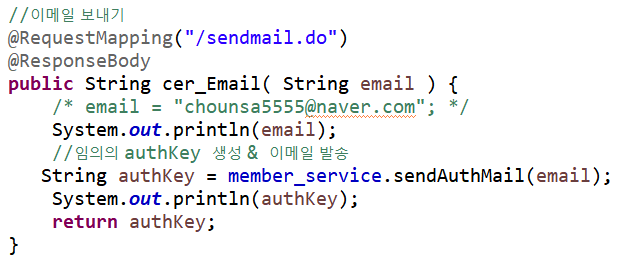 //이메일 보내기
@RequestMapping("/sendmail.do")
@ResponseBody
public String cer_Email( String email ) {
/* email = "chounsa5555@naver.com"; */
System.out.println(email);
//임의의 authKey 생성 & 이메일 발송
String authKey = member_service.sendAuthMail(email);
System.out.println(authKey);
return authKey;
}